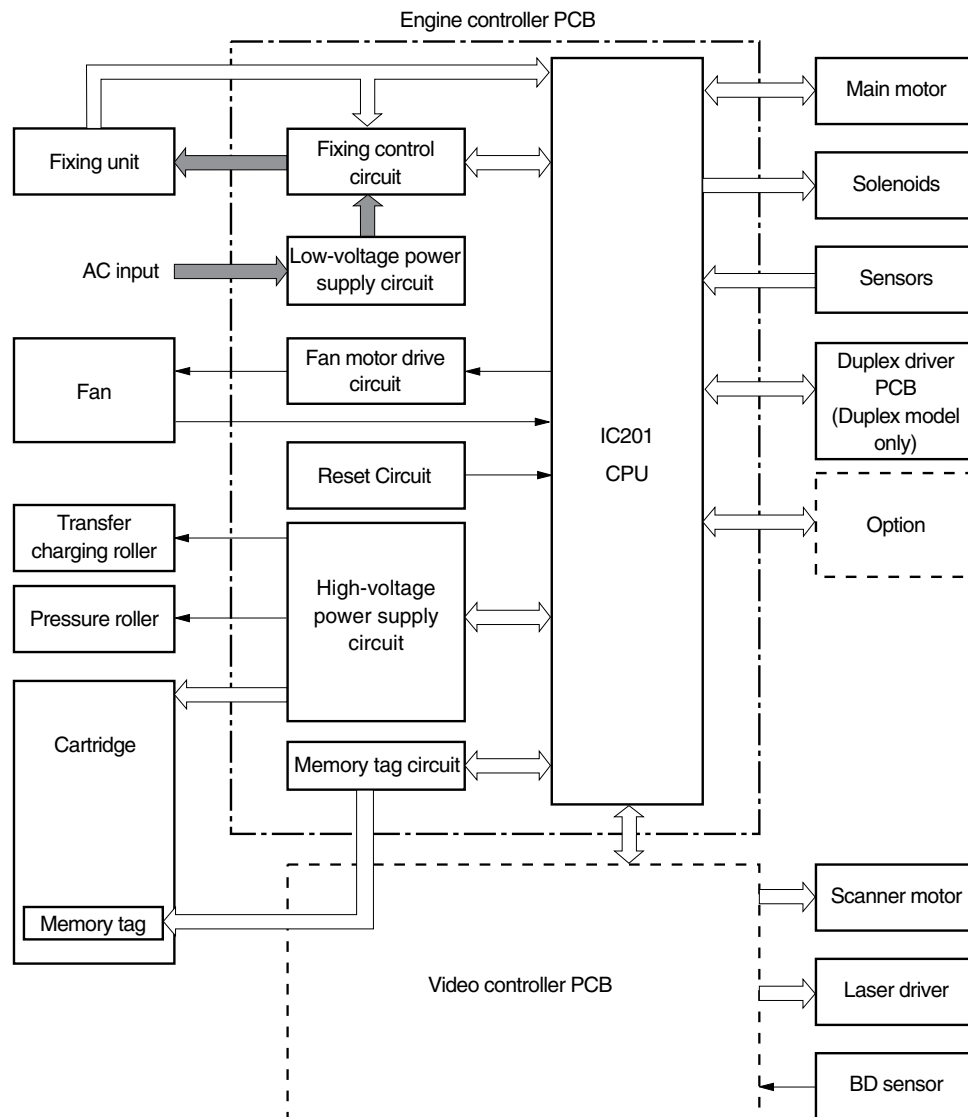 Engine controller PCB
Main motor
Fixing unit
Fixing control
circuit
Solenoids
AC input
Low-voltage power
supply circuit
Sensors
Fan
Fan motor drive
circuit
Duplex driver
PCB
(Duplex model
only)
IC201
CPU
Reset Circuit
Option
Transfer
charging roller
Pressure roller
High-voltage
power supply
circuit
Cartridge
Memory tag circuit
Memory tag
Scanner motor
Video controller PCB
Laser driver
BD sensor